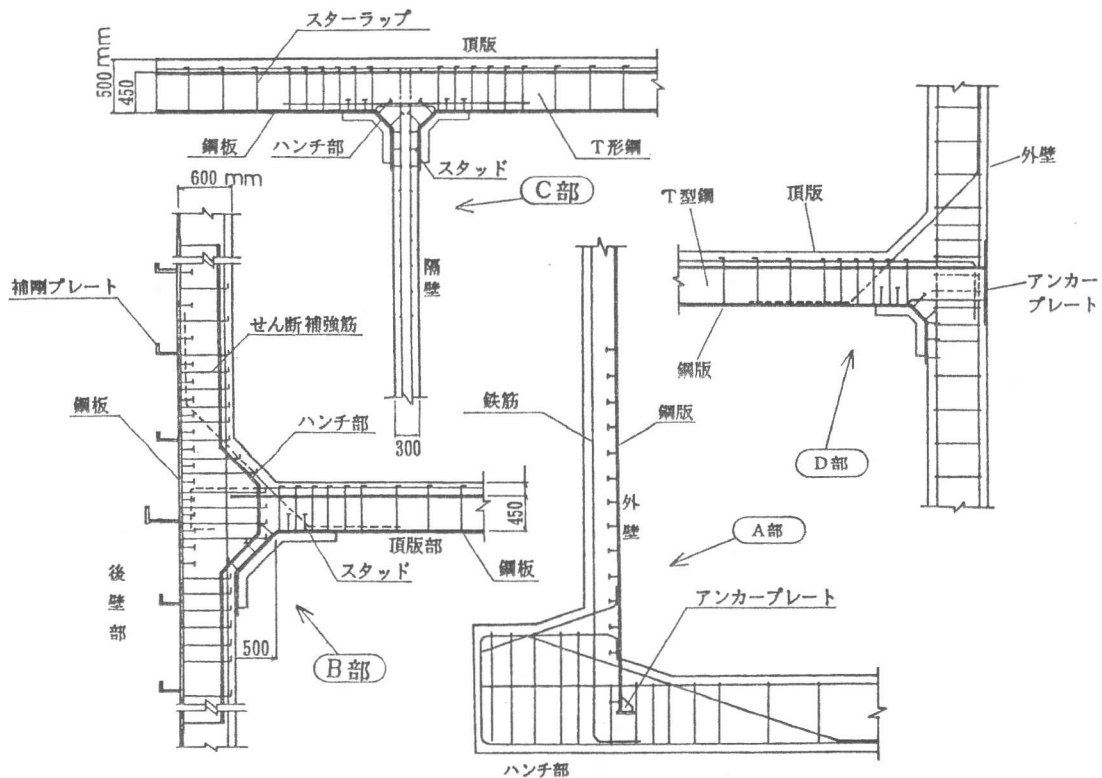 スターラップ
頂版
500 mm
450
鋼板
ハンチ部
スタッド
T形鋼
C部
隔壁
300
600 mm
補剛プレート
せん断補強筋
鋼板
ハンチ部
450
頂版部
スタッド
鋼板
後壁部
500
B部
鉄筋
鋼版
外壁
A部
アンカープレート
ハンチ部
外壁
T型鋼
頂版
アンカー
プレート
鋼版
D部